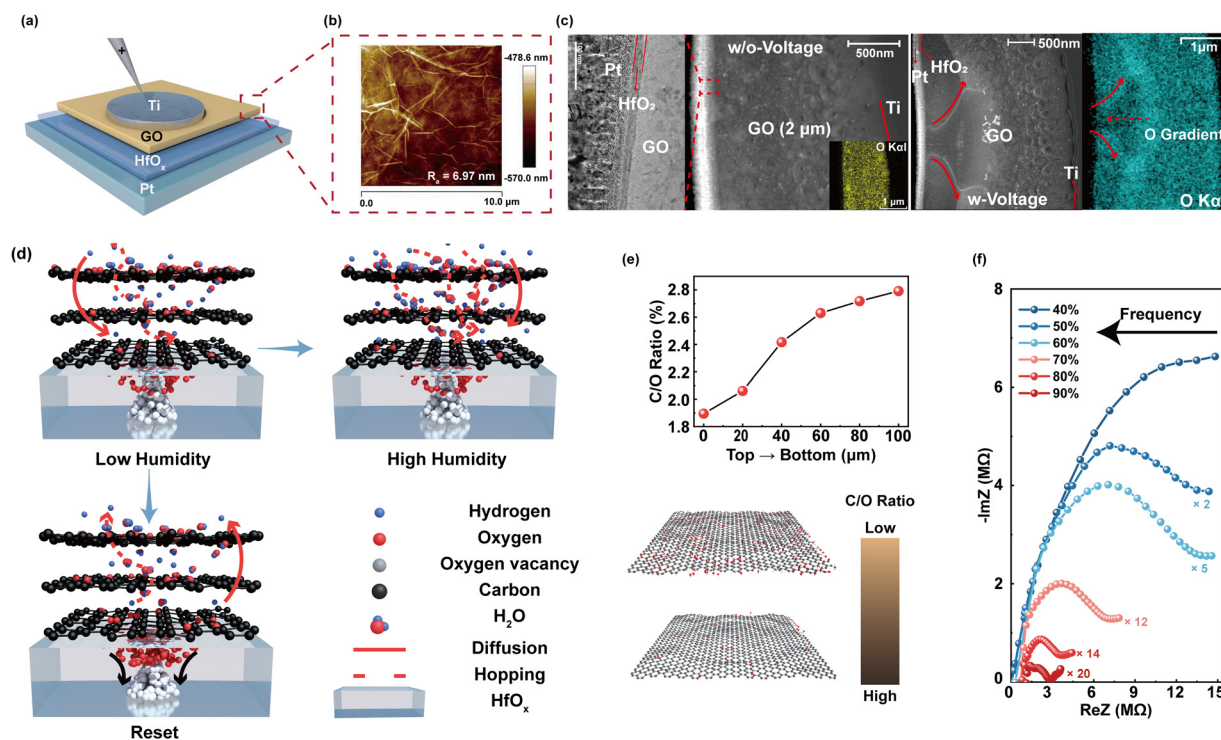 (a)
+
Ti
GO
HfOₓ
Pt
(b)
-478.6 nm
-570.0 nm
Rₐ = 6.97 nm
0.0
10.0
μm
(c)
Pt
HfO₂
GO
w/o-Voltage
500nm
GO (2 μm)
Ti
O KαI
1 μm
500nm
HfO₂
Pt
GO
Ti
w-Voltage
1μm
O Gradient
O Kα
(d)
Low Humidity
High Humidity
Reset
Hydrogen
Oxygen
Oxygen vacancy
Carbon
H₂O
Diffusion
Hopping
HfOₓ
(e)
C/O Ratio (%)
2.8
2.6
2.4
2.2
2.0
1.8
0 20 40 60 80 100
Top → Bottom (μm)
C/O Ratio
Low
High
(f)
-ImZ (MΩ)
8
6
4
2
0
40%
50%
60%
70%
80%
90%
Frequency
× 2
× 5
× 12
× 14
× 20
0 3 6 9 12 15
ReZ (MΩ)